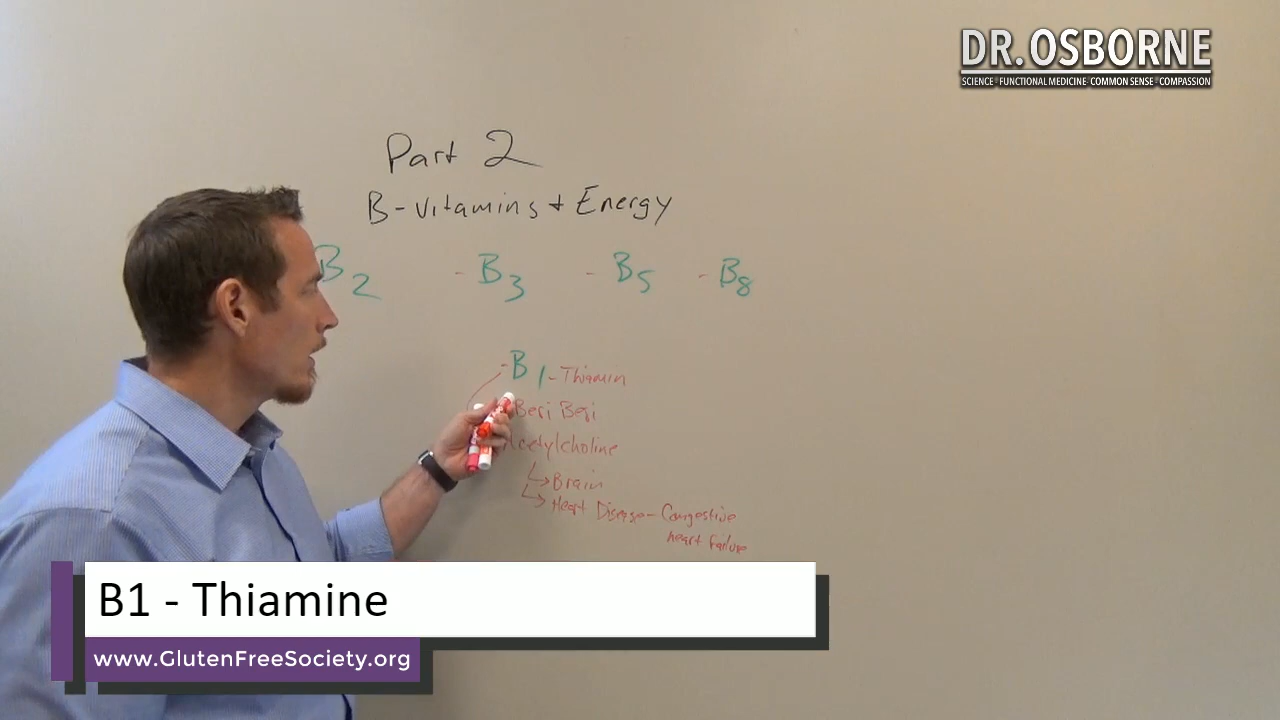 DR. OSBORNE
SCIENCE - FUNCTIONAL MEDICINE - COMMON SENSE - COMPASSION
Part 2
B-vitamins + Energy
B2 - B3 - B5 - B8
- B1 - Thiamin
Beri Beri
Acetylcholine
Brain
Heart Disease - Congestive
heart failure
B1 - Thiamine
www.GlutenFreeSociety.org